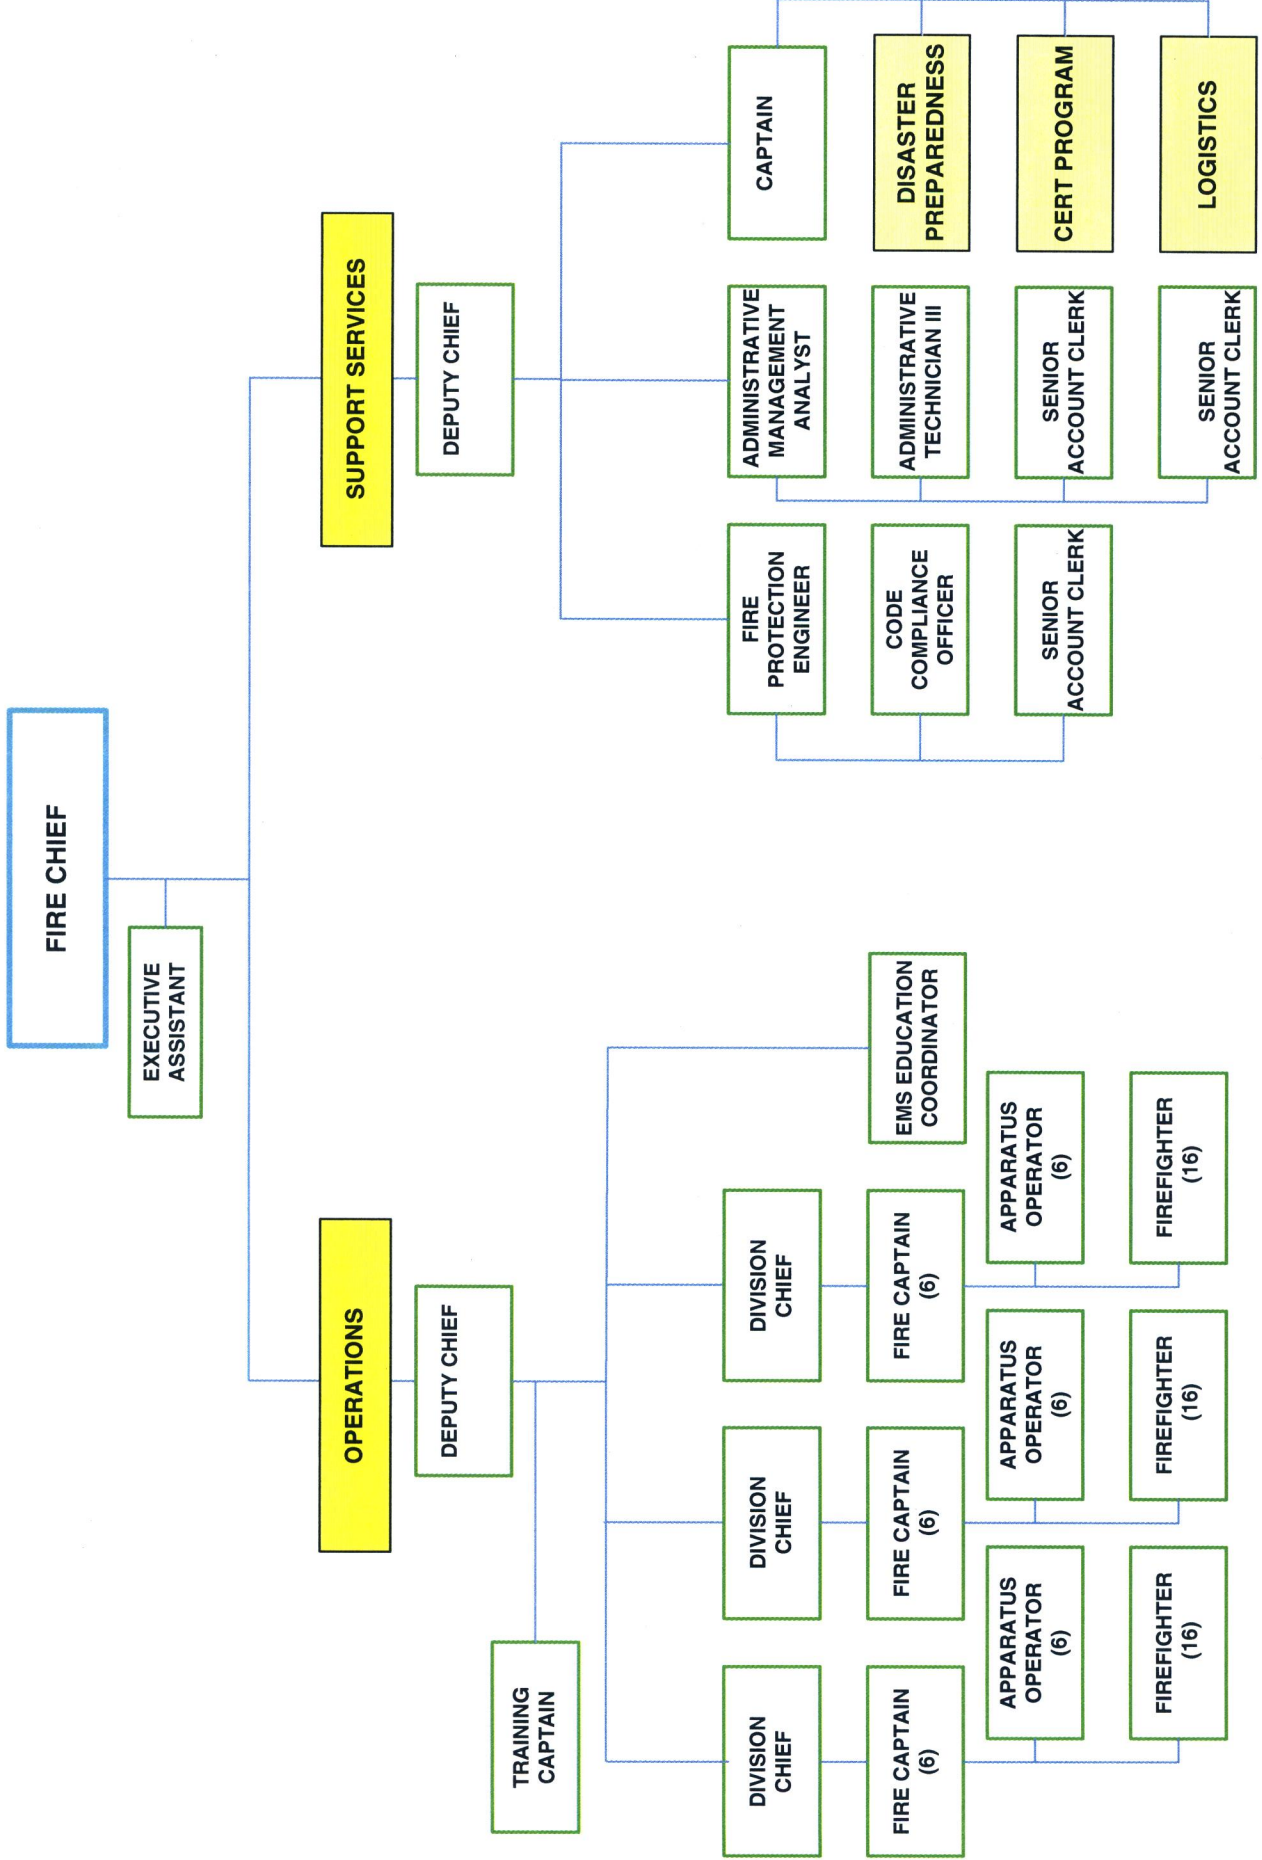 FIRE CHIEF
EXECUTIVE
ASSISTANT
OPERATIONS
SUPPORT SERVICES
DEPUTY CHIEF
DEPUTY CHIEF
TRAINING
CAPTAIN
DIVISION
CHIEF
DIVISION
CHIEF
DIVISION
CHIEF
FIRE CAPTAIN
(6)
FIRE CAPTAIN
(6)
FIRE CAPTAIN
(6)
EMS EDUCATION
COORDINATOR
APPARATUS
OPERATOR
(6)
APPARATUS
OPERATOR
(6)
APPARATUS
OPERATOR
(6)
FIREFIGHTER
(16)
FIREFIGHTER
(16)
FIREFIGHTER
(16)
FIRE
PROTECTION
ENGINEER
ADMINISTRATIVE
MANAGEMENT
ANALYST
CAPTAIN
CODE
COMPLIANCE
OFFICER
ADMINISTRATIVE
TECHNICIAN III
DISASTER
PREPAREDNESS
SENIOR
ACCOUNT CLERK
SENIOR
ACCOUNT CLERK
CERT PROGRAM
SENIOR
ACCOUNT CLERK
LOGISTICS